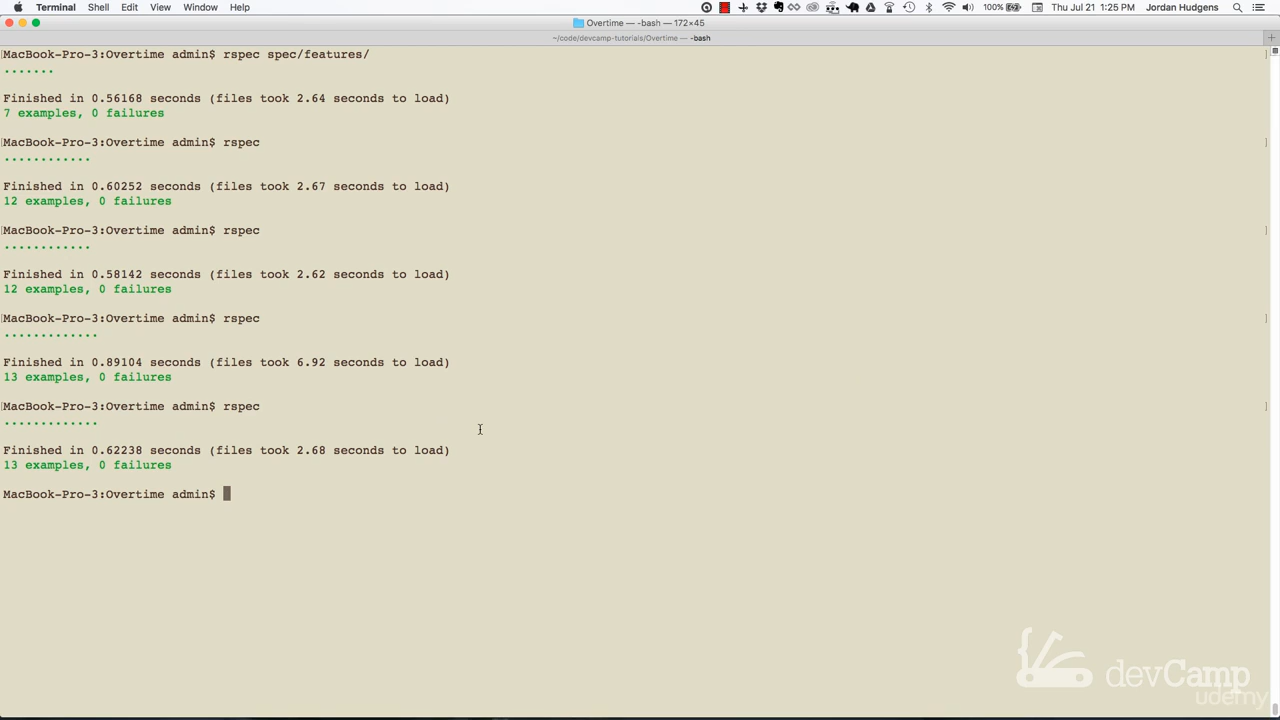 Terminal Shell Edit View Window Help 100% Thu Jul 21 1:25 PM Jordan Hudgens
Overtime — -bash — 172×45
~/code/devcamp-tutorials/Overtime — -bash
[MacBook-Pro-3:Overtime admin$ rspec spec/features/ ]
.......
Finished in 0.56168 seconds (files took 2.64 seconds to load)
7 examples, 0 failures
[MacBook-Pro-3:Overtime admin$ rspec ]
............
Finished in 0.60252 seconds (files took 2.67 seconds to load)
12 examples, 0 failures
[MacBook-Pro-3:Overtime admin$ rspec ]
............
Finished in 0.58142 seconds (files took 2.62 seconds to load)
12 examples, 0 failures
[MacBook-Pro-3:Overtime admin$ rspec ]
.............
Finished in 0.89104 seconds (files took 6.92 seconds to load)
13 examples, 0 failures
[MacBook-Pro-3:Overtime admin$ rspec ]
.............
Finished in 0.62238 seconds (files took 2.68 seconds to load)
13 examples, 0 failures
MacBook-Pro-3:Overtime admin$
devCamp
udemy